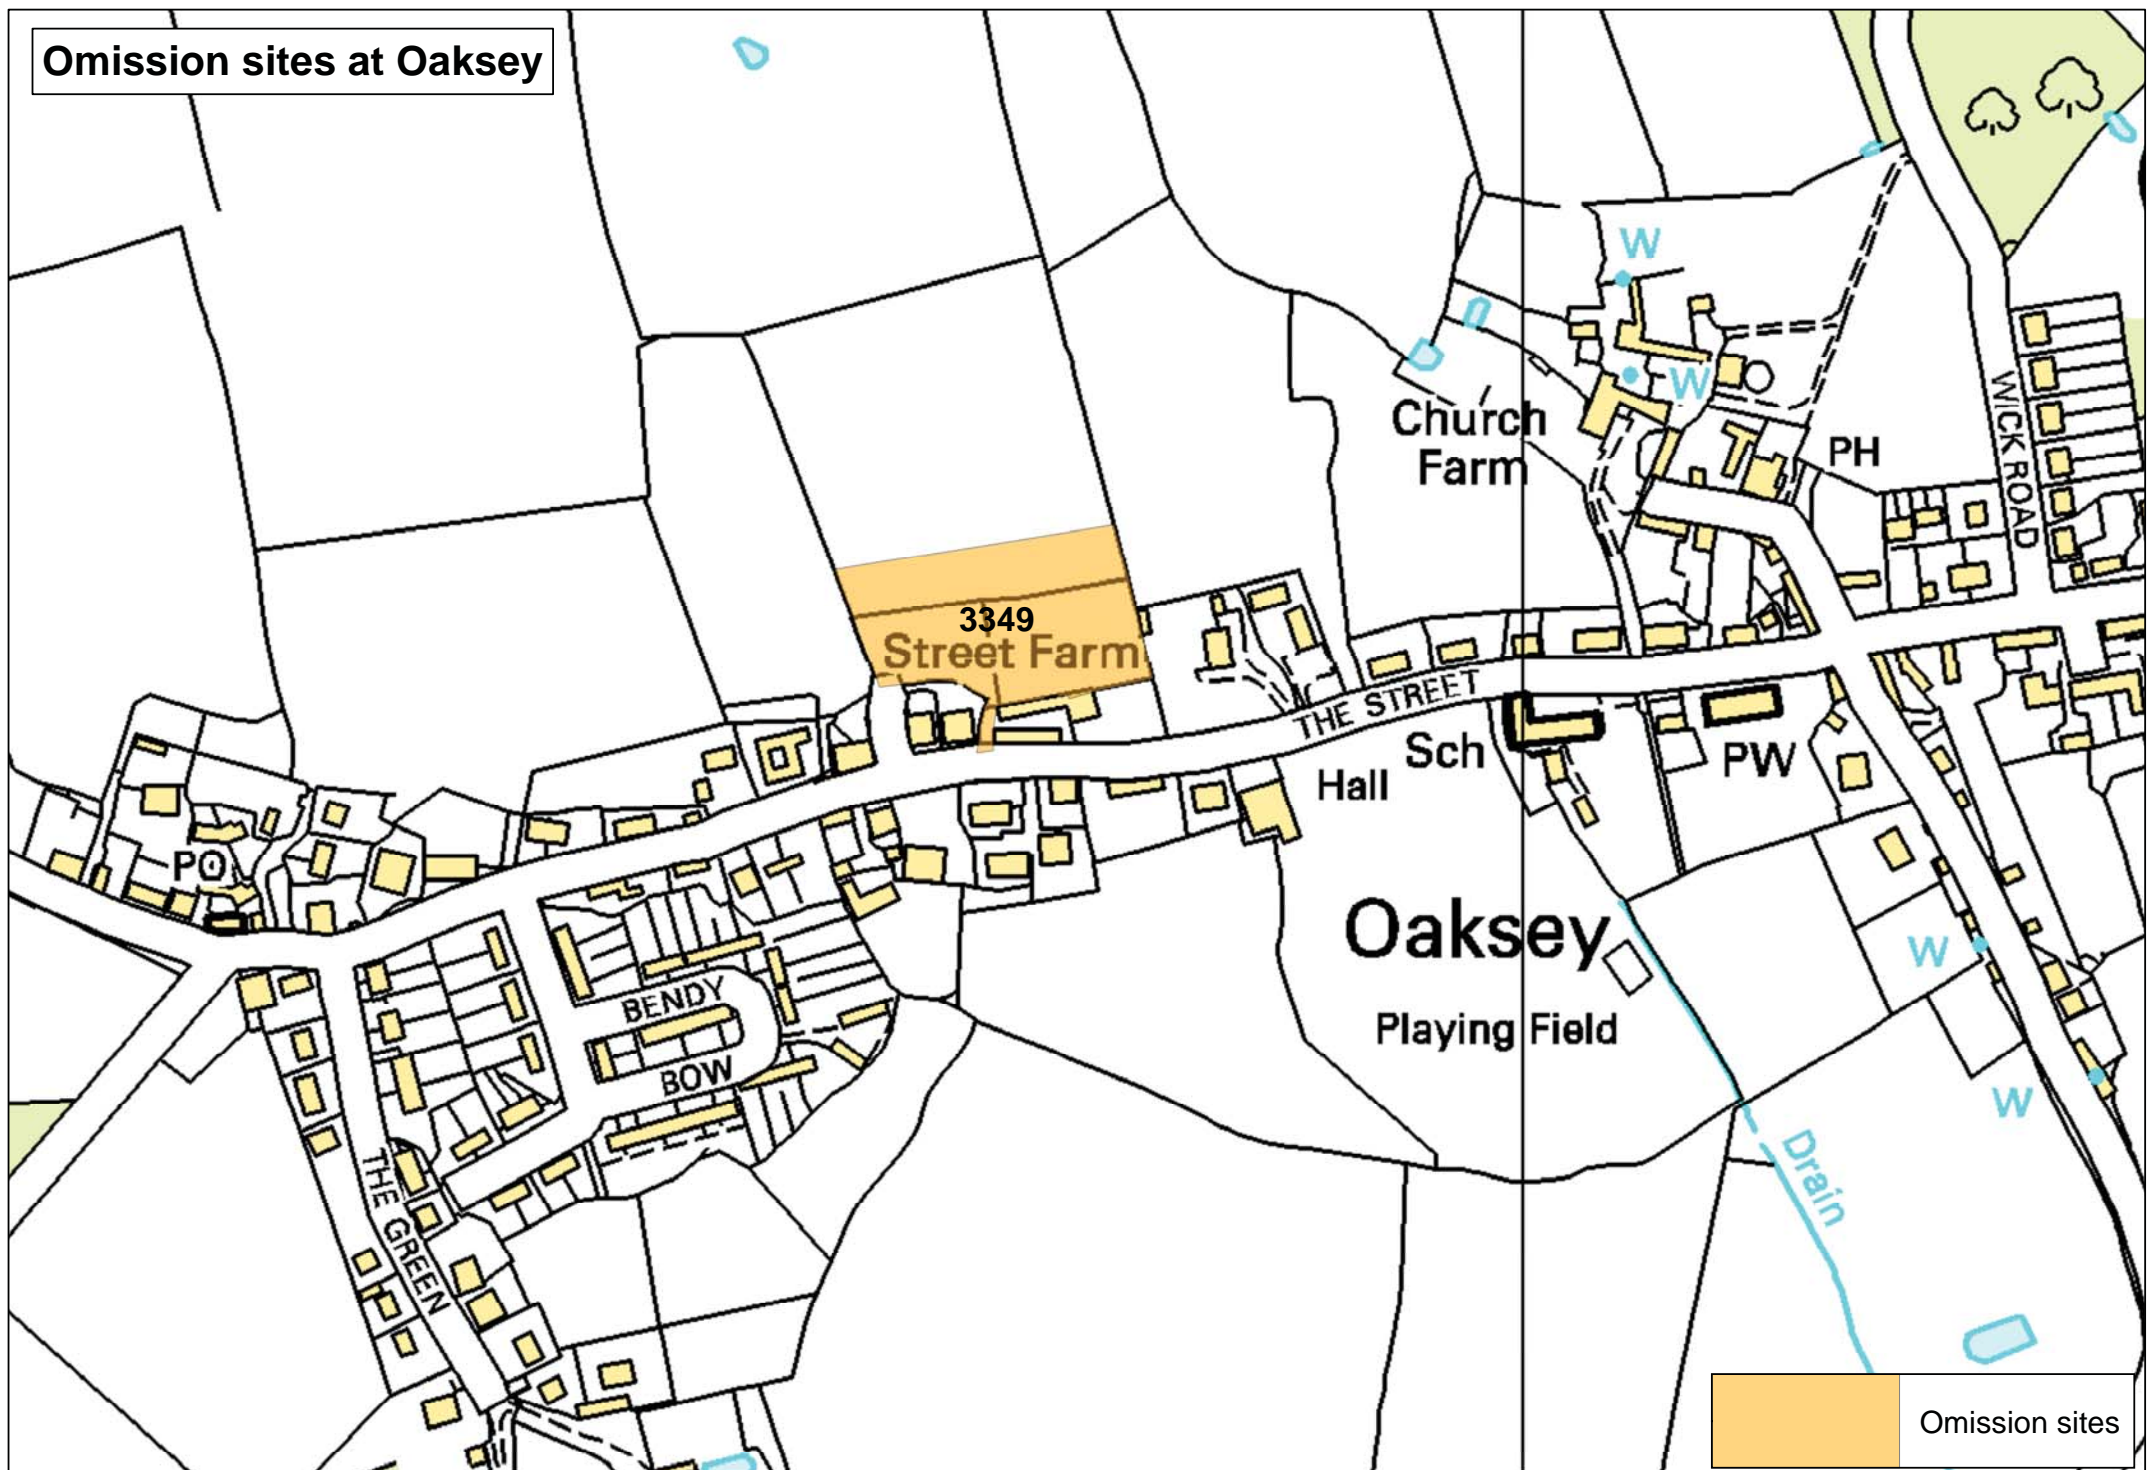 Omission sites at Oaksey
W
W
Church
Farm
PH
WICK ROAD
3349
Street Farm
THE STREET
Sch
Hall
PW
PO
Oaksey
W
BENDY
BOW
Playing Field
W
THE GREEN
Drain
Omission sites